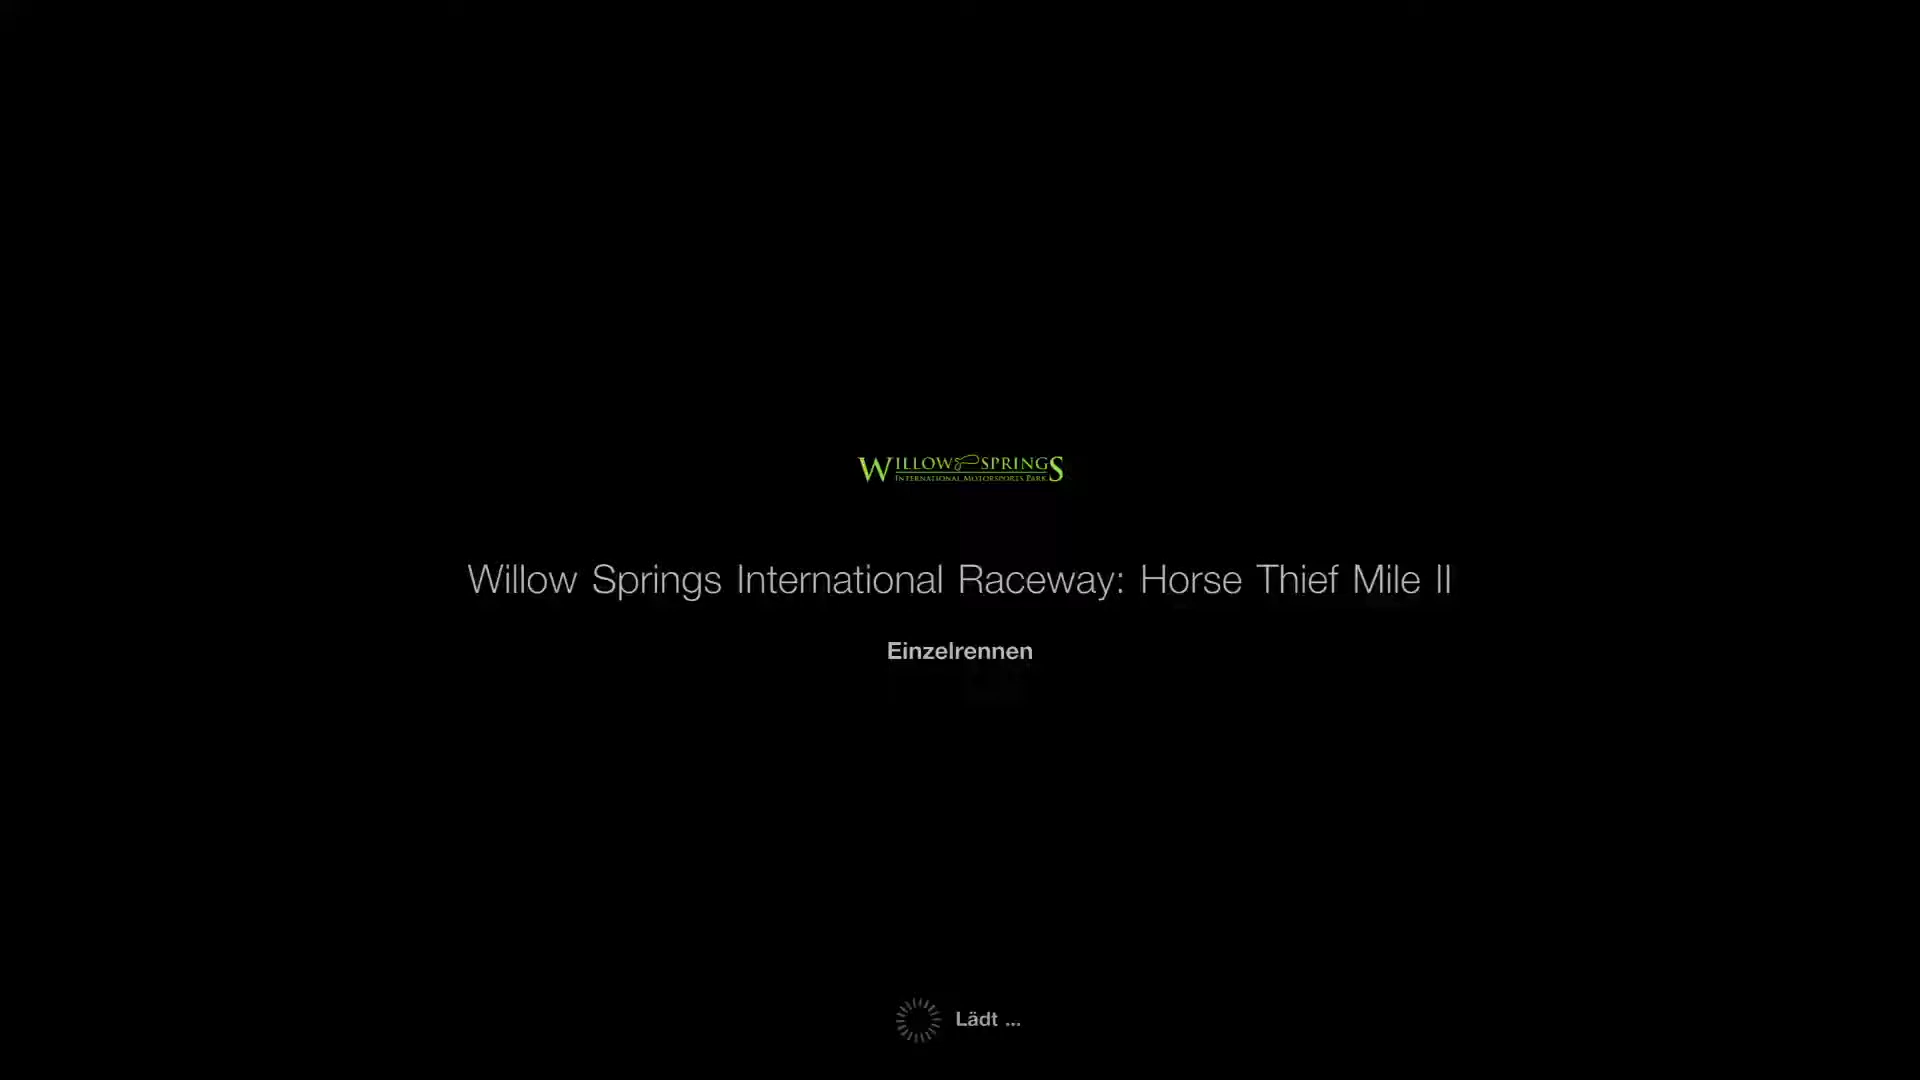 WILLOW SPRINGS
INTERNATIONAL MOTORSPORTS PARK
Willow Springs International Raceway: Horse Thief Mile II
Einzelrennen
Lädt ...